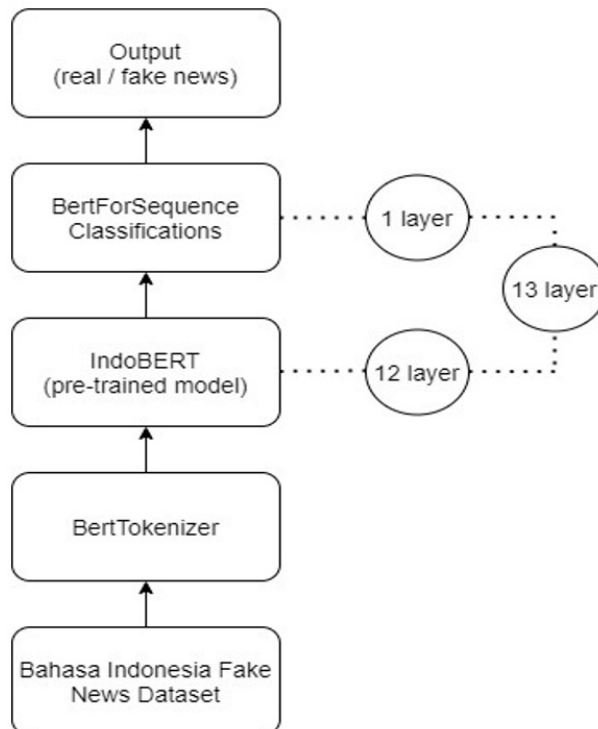 Output
(real / fake news)
BertForSequence
Classifications
1 layer
13 layer
IndoBERT
(pre-trained model)
12 layer
BertTokenizer
Bahasa Indonesia Fake
News Dataset